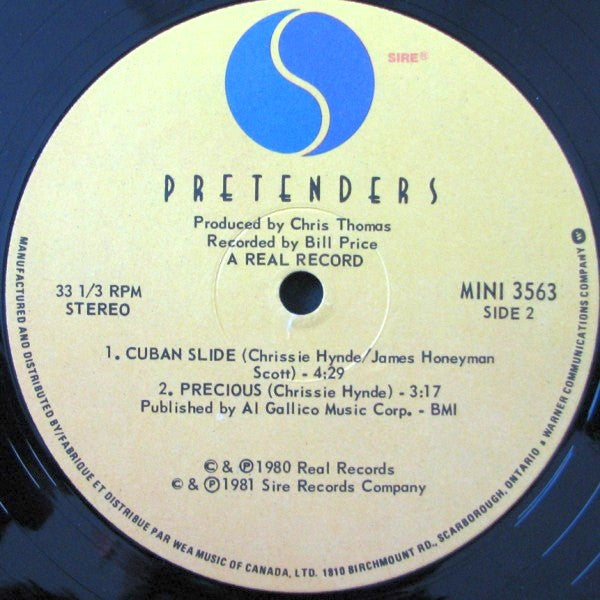 SIRE®
PRETENDERS
Produced by Chris Thomas
Recorded by Bill Price
A REAL RECORD
33 1/3 RPM
STEREO
MINI 3563
SIDE 2
1. CUBAN SLIDE (Chrissie Hynde/James Honeyman
Scott) - 4:29
2. PRECIOUS (Chrissie Hynde) - 3:17
Published by Al Gallico Music Corp. - BMI
© & ℗ 1980 Real Records
© & ℗ 1981 Sire Records Company
MANUFACTURED AND DISTRIBUTED BY/FABRIQUE ET DISTRIBUE PAR WEA MUSIC OF CANADA, LTD. 1810 BIRCHMOUNT RD., SCARBOROUGH, ONTARIO a WARNER COMMUNICATIONS COMPANY